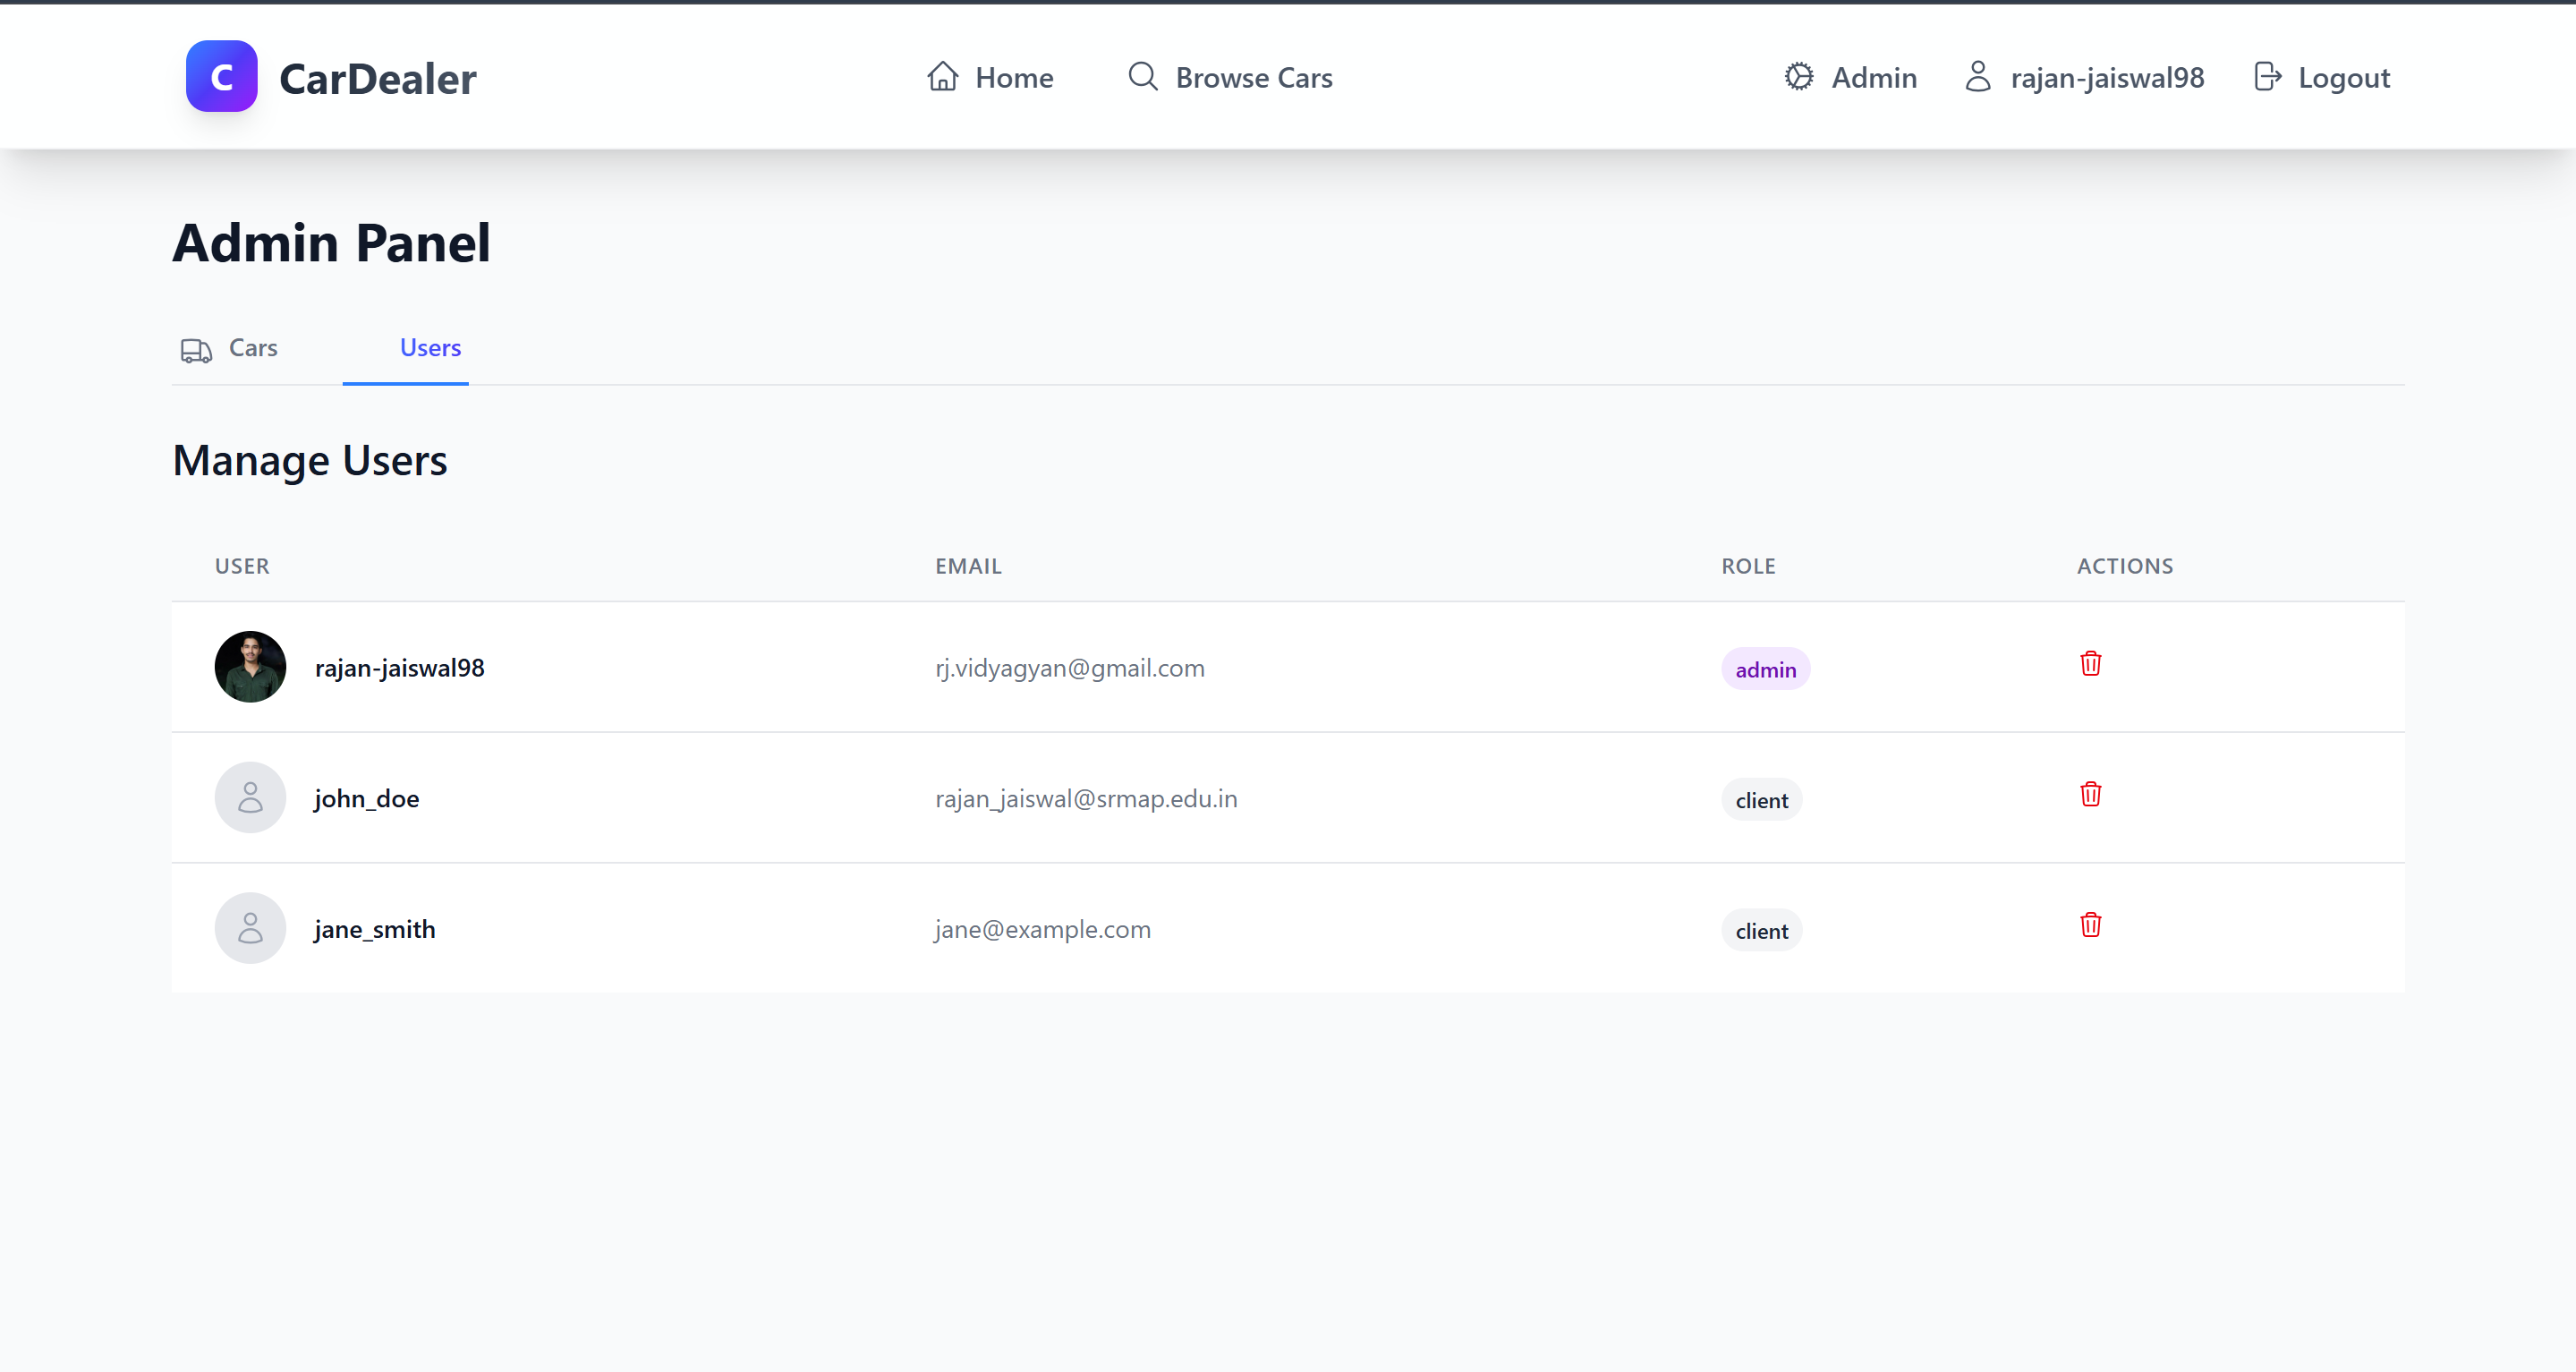 C CarDealer Home Browse Cars Admin rajan-jaiswal98 Logout
Admin Panel
Cars Users
Manage Users
USER EMAIL ROLE ACTIONS
rajan-jaiswal98 rj.vidyagyan@gmail.com admin
john_doe rajan_jaiswal@srmap.edu.in client
jane_smith jane@example.com client